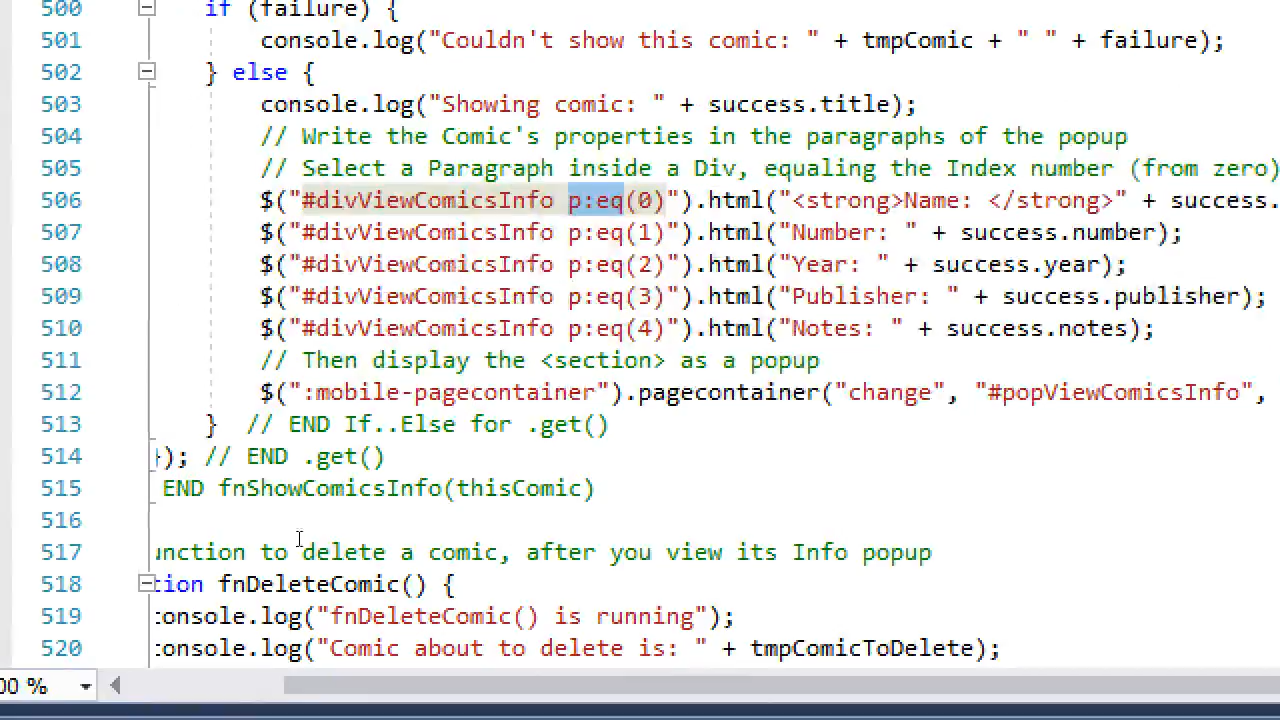 500 if (failure) {
501 console.log("Couldn't show this comic: " + tmpComic + " " + failure);
502 } else {
503 console.log("Showing comic: " + success.title);
504 // Write the Comic's properties in the paragraphs of the popup
505 // Select a Paragraph inside a Div, equaling the Index number (from zero)
506 $("#divViewComicsInfo p:eq(0)").html("<strong>Name: </strong>" + success.
507 $("#divViewComicsInfo p:eq(1)").html("Number: " + success.number);
508 $("#divViewComicsInfo p:eq(2)").html("Year: " + success.year);
509 $("#divViewComicsInfo p:eq(3)").html("Publisher: " + success.publisher);
510 $("#divViewComicsInfo p:eq(4)").html("Notes: " + success.notes);
511 // Then display the <section> as a popup
512 $(":mobile-pagecontainer").pagecontainer("change", "#popViewComicsInfo",
513 } // END If..Else for .get()
514 }); // END .get()
515 END fnShowComicsInfo(thisComic)
516
517 unction to delete a comic, after you view its Info popup
518 tion fnDeleteComic() {
519 console.log("fnDeleteComic() is running");
520 console.log("Comic about to delete is: " + tmpComicToDelete);
00 %